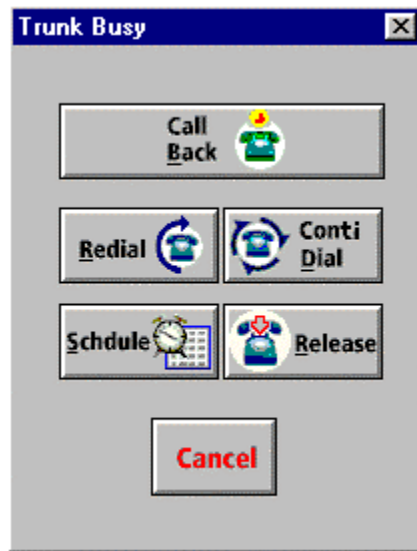 Trunk Busy
Call
Back
Redial
Conti
Dial
Schdule
Release
Cancel